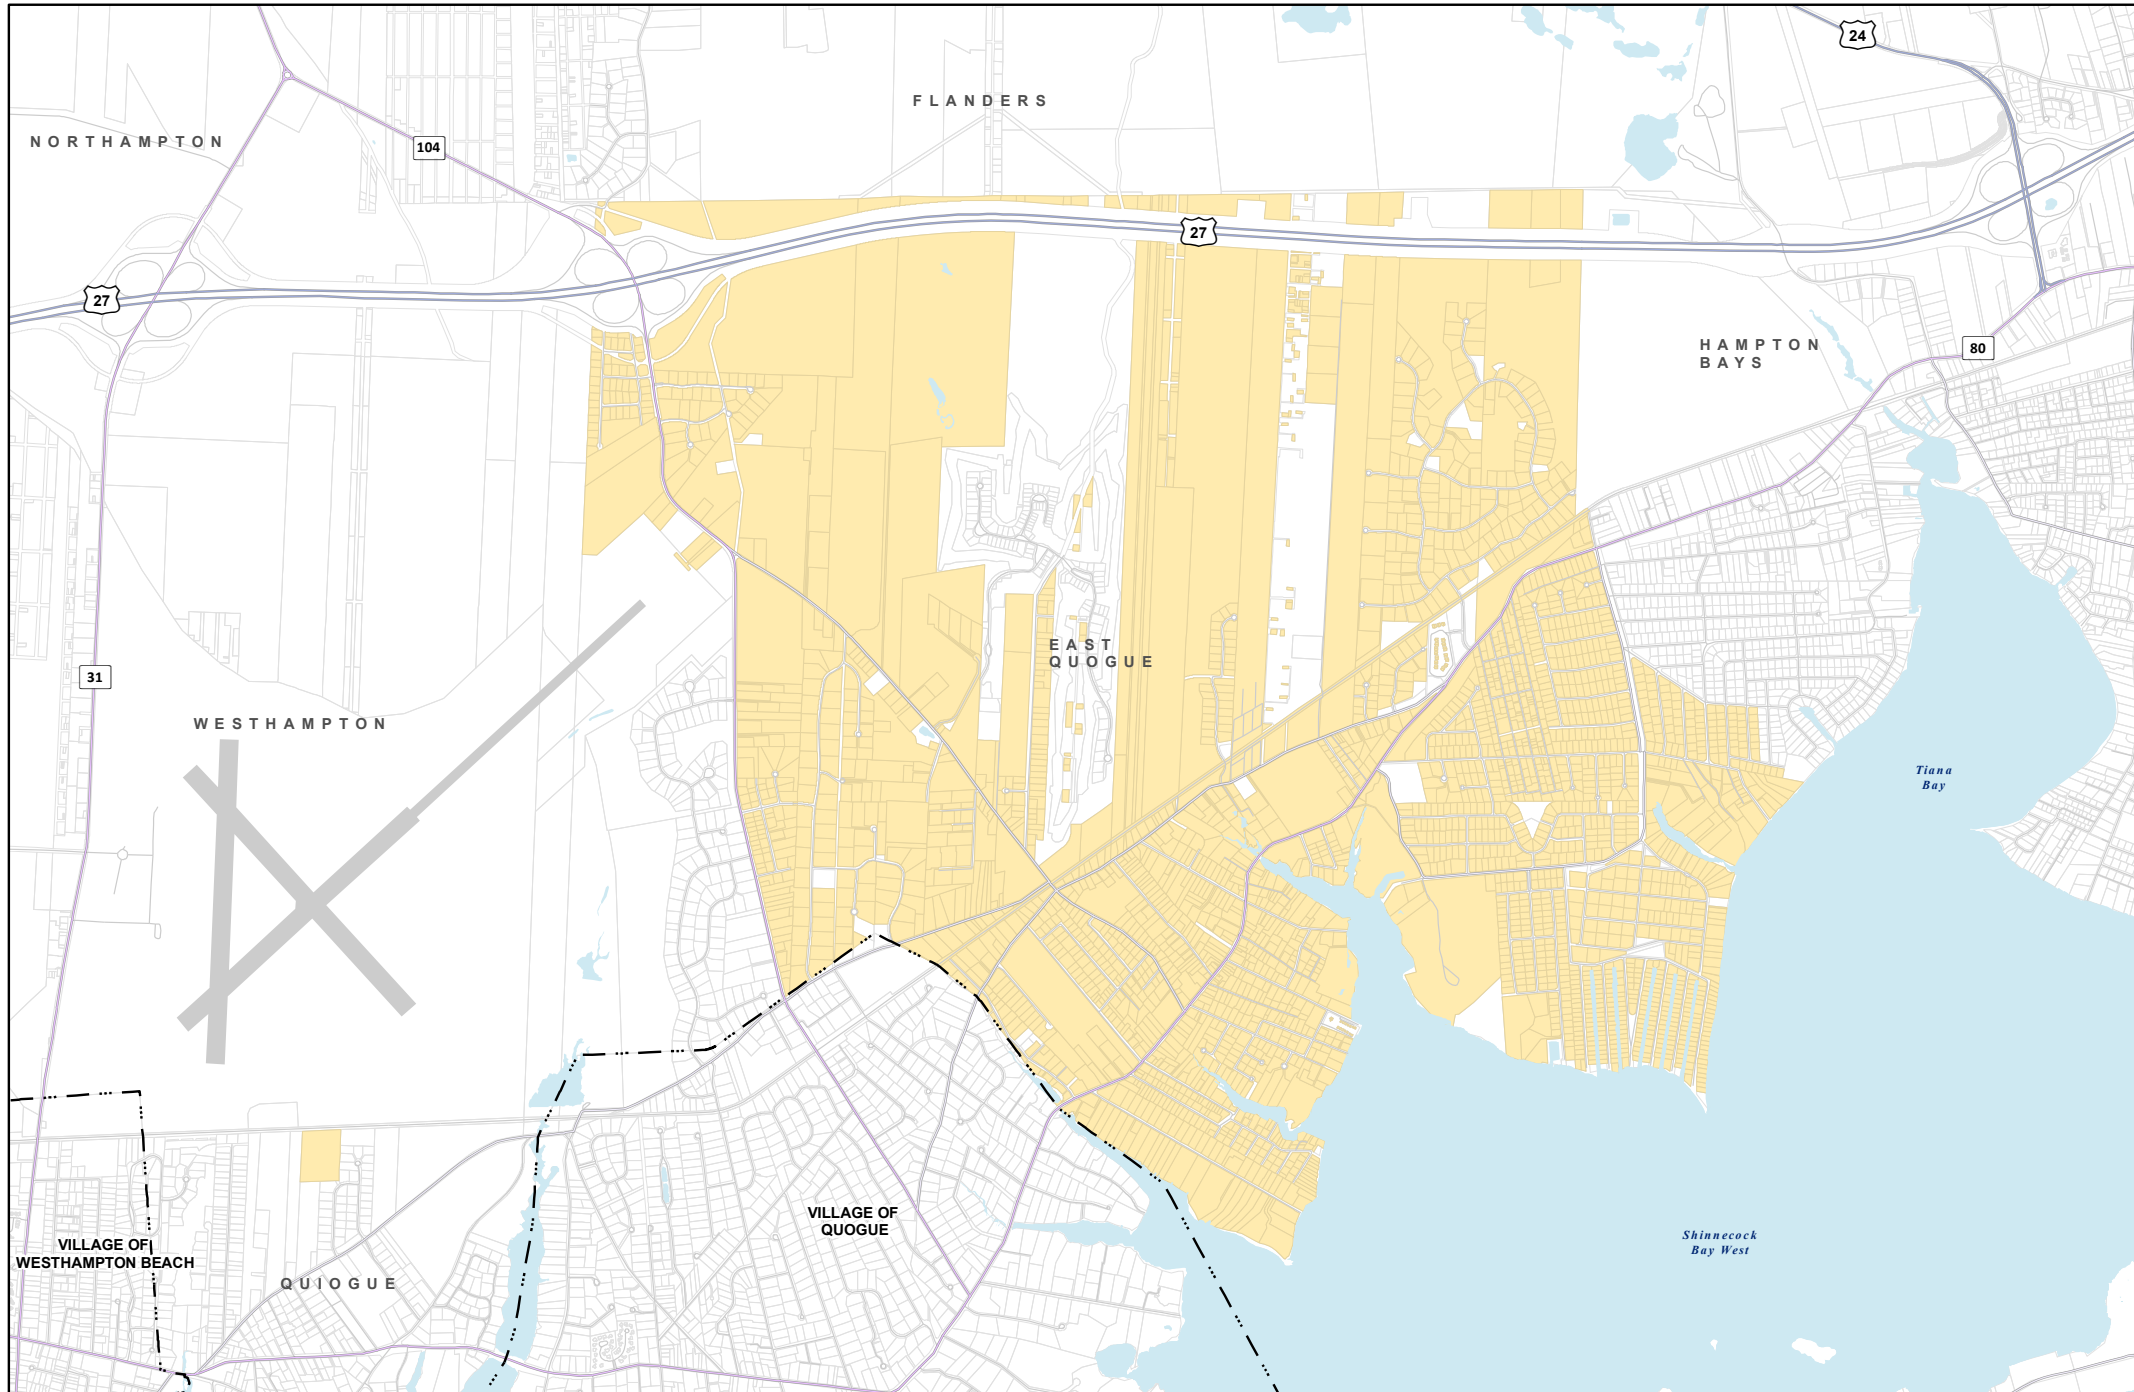 24
FLANDERS
NORTHAMPTON
104
27
27
HAMPTON
BAYS
80
EAST
QUOGUE
31
WESTHAMPTON
Tiana
Bay
VILLAGE OF
QUOGUE
VILLAGE OF
WESTHAMPTON BEACH
Shinnecock
Bay West
QUIOGUE